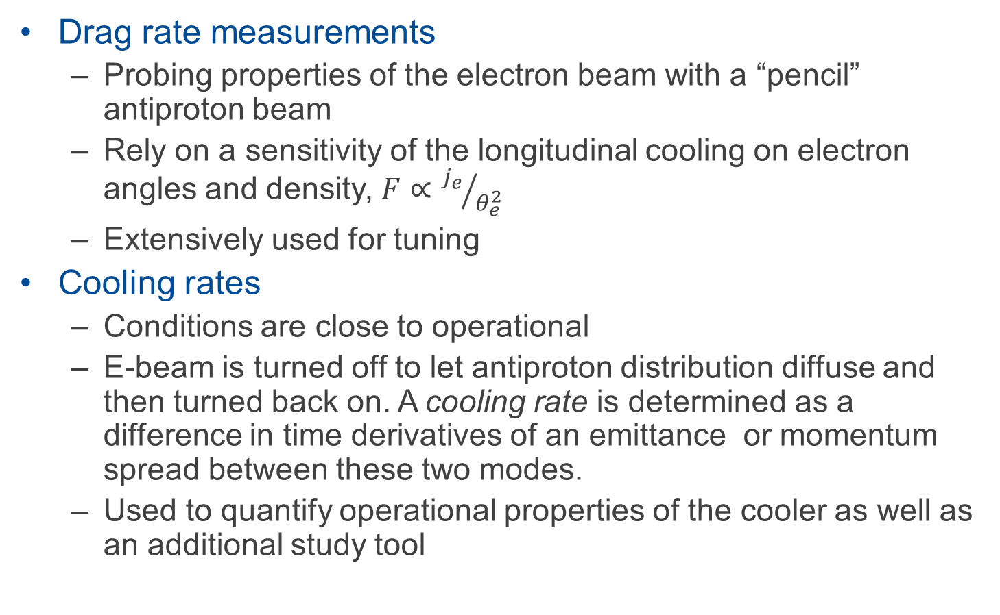 • Drag rate measurements
– Probing properties of the electron beam with a “pencil”
antiproton beam
– Rely on a sensitivity of the longitudinal cooling on electron
angles and density, F ∝ j_e/θ_e^2
– Extensively used for tuning
• Cooling rates
– Conditions are close to operational
– E-beam is turned off to let antiproton distribution diffuse and
then turned back on. A cooling rate is determined as a
difference in time derivatives of an emittance  or momentum
spread between these two modes.
– Used to quantify operational properties of the cooler as well as
an additional study tool